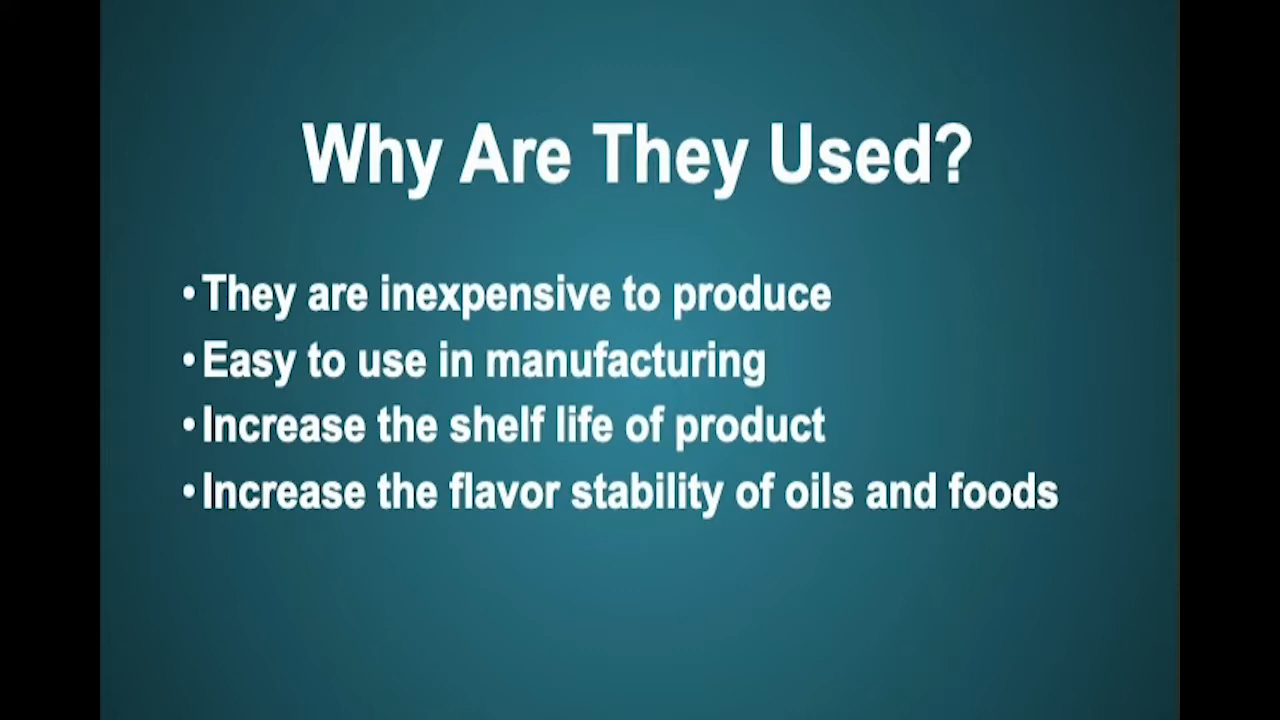 Why Are They Used?
•They are inexpensive to produce
•Easy to use in manufacturing
•Increase the shelf life of product
•Increase the flavor stability of oils and foods